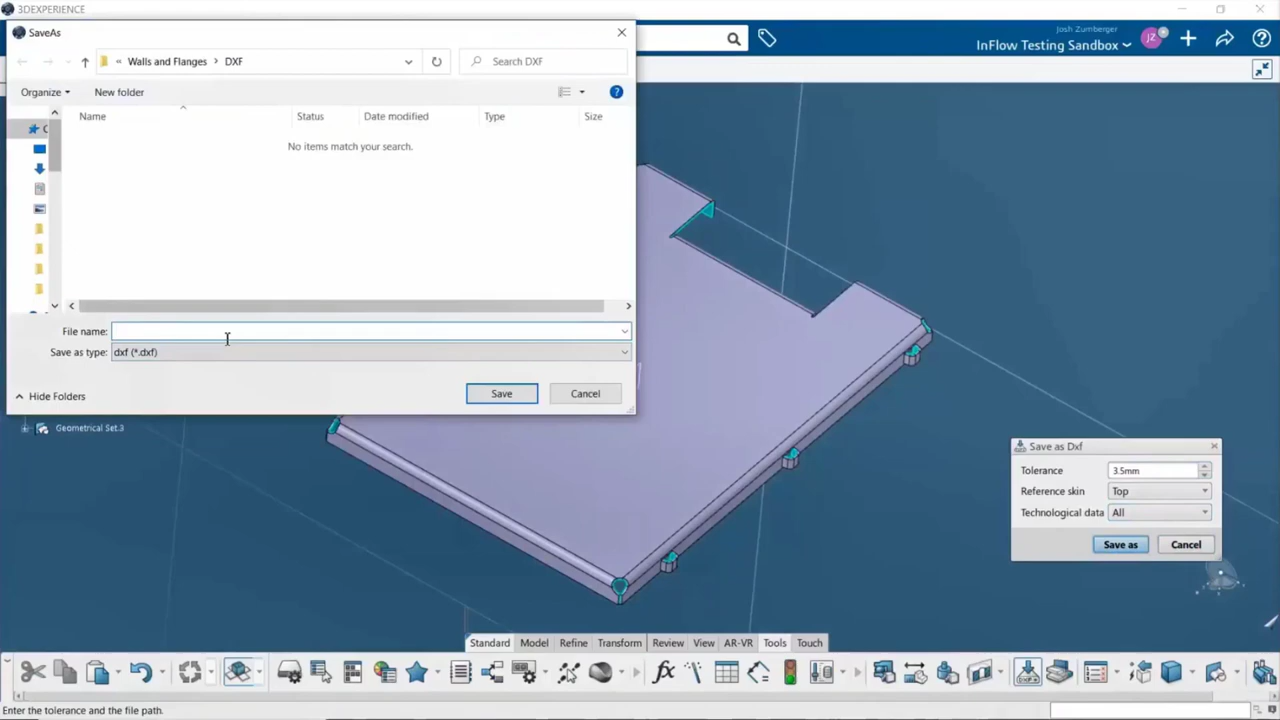 3DEXPERIENCE
SaveAs
Josh Zumberger
InFlow Testing Sandbox
JZ
« Walls and Flanges > DXF
Search DXF
Organize
New folder
Name
Status
Date modified
Type
Size
No items match your search.
File name:
Save as type:
dxf (*.dxf)
Save
Cancel
Hide Folders
Geometrical Set.3
Save as Dxf
Tolerance
3.5mm
Reference skin
Top
Technological data
All
Save as
Cancel
Standard
Model
Refine
Transform
Review
View
AR-VR
Tools
Touch
fx
Enter the tolerance and the file path.